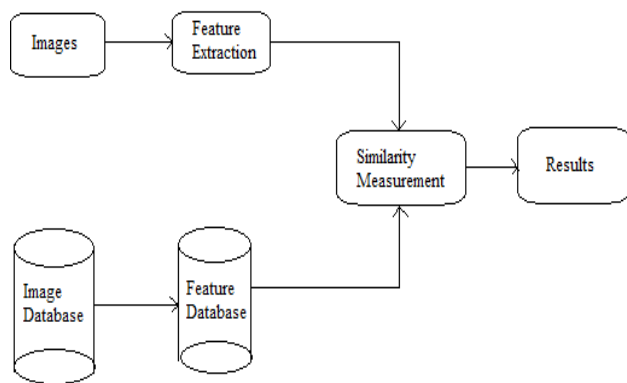 Images
Feature
Extraction
Similarity
Measurement
Results
Image
Database
Feature
Database